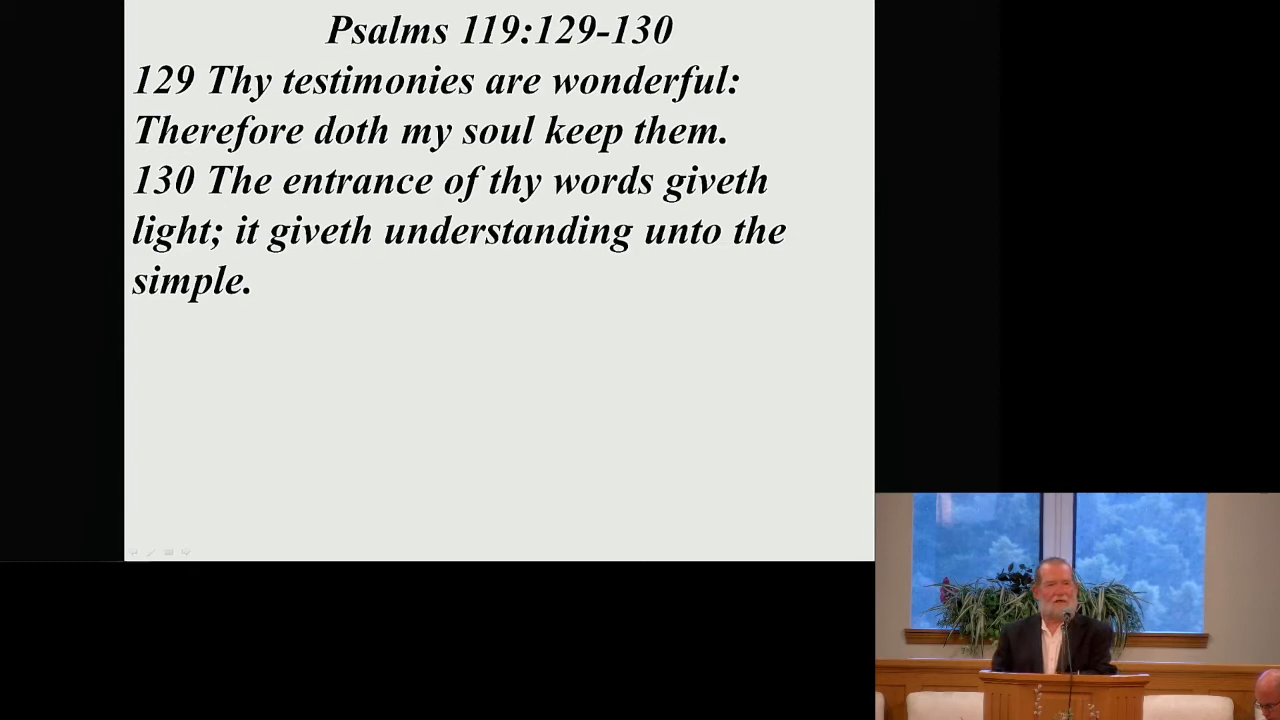 Psalms 119:129-130
129 Thy testimonies are wonderful:
Therefore doth my soul keep them.
130 The entrance of thy words giveth
light; it giveth understanding unto the
simple.